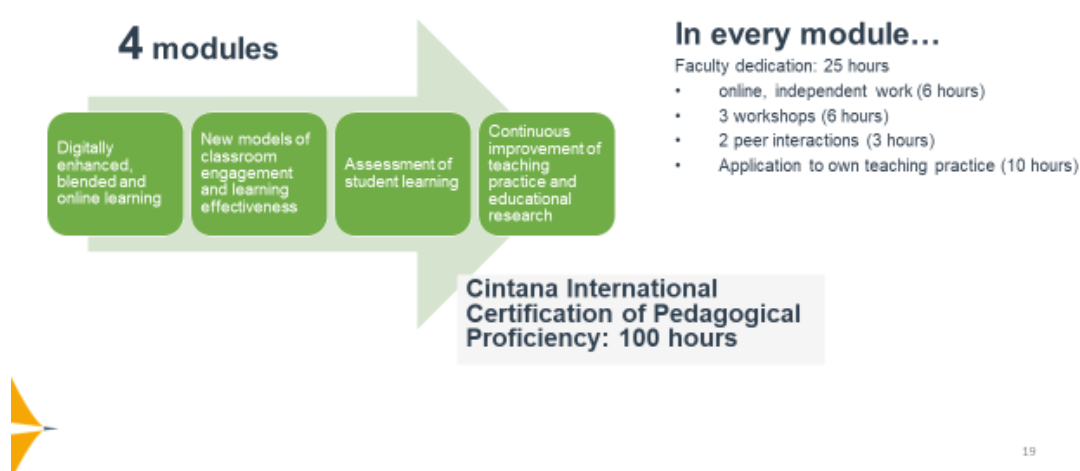 4 modules
Digitally
enhanced,
blended and
online learning
New models of
classroom
engagement
and learning
effectiveness
Assessment of
student learning
Continuous
improvement of
teaching
practice and
educational
research
Cintana International
Certification of Pedagogical
Proficiency: 100 hours
In every module…
Faculty dedication: 25 hours
• online, independent work (6 hours)
• 3 workshops (6 hours)
• 2 peer interactions (3 hours)
• Application to own teaching practice (10 hours)
19